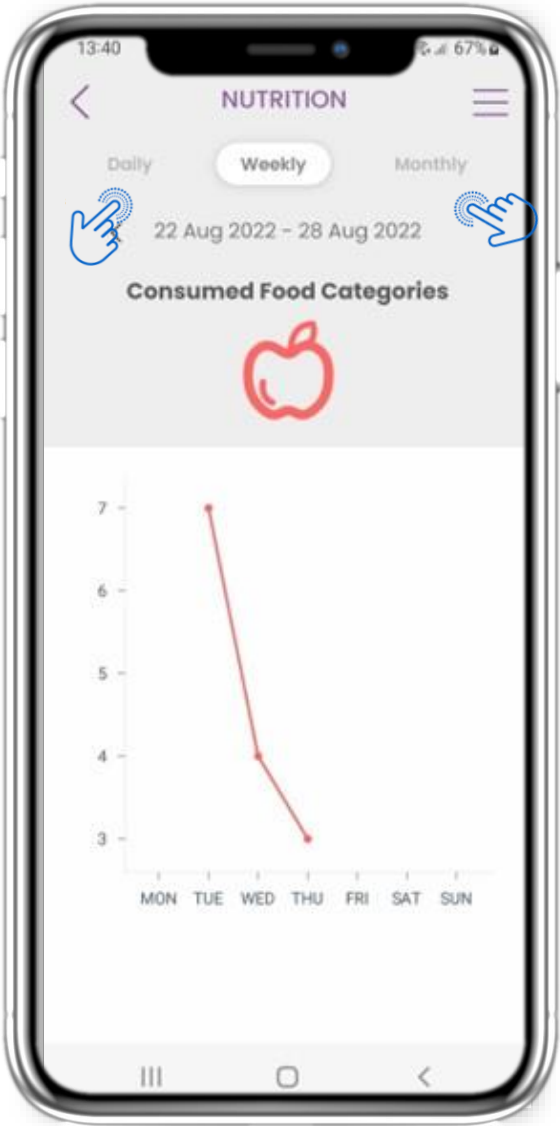 13:40 67%
NUTRITION
Daily Weekly Monthly
22 Aug 2022 - 28 Aug 2022
Consumed Food Categories
7
6
5
4
3
MON TUE WED THU FRI SAT SUN